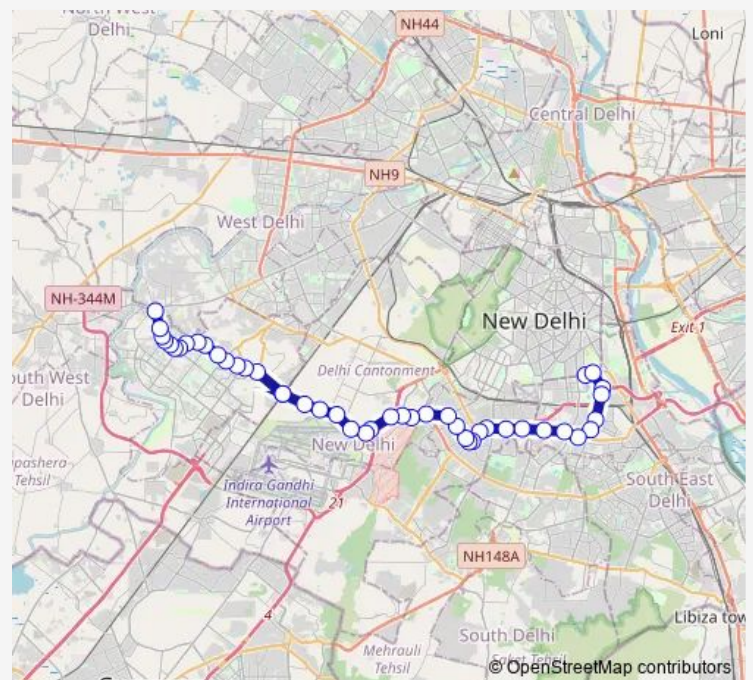 North West
Delhi
NH44
Loni
Central Delhi
NH9
West Delhi
NH-344M
New Delhi
Exit 1
South West
Delhi
Delhi Cantonment
New Delhi
Tehsil
Indira Gandhi
International
Airport
21
South East
Delhi
NH148A
4
South Delhi
Libiza tow
Mehrauli
Tehsil
Saket Tehsil
© OpenStreetMap contributors